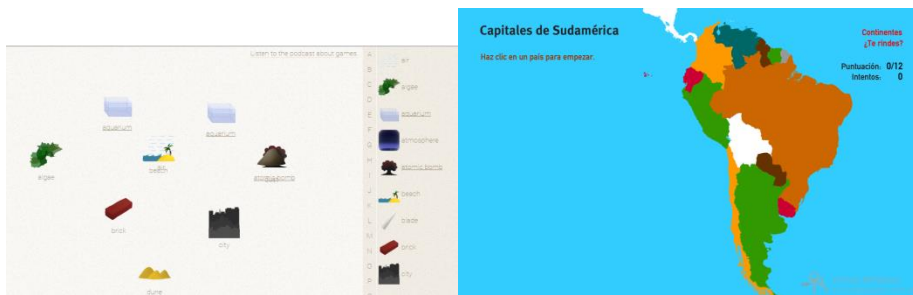 Listen to the podcast about games.
aquarium
aquarium
algae
beach
brick
city
dune
A
B
C
D
E
F
G
H
I
J
K
L
M
N
O
P
air
algae
aquarium
atmosphere
atomic bomb
beach
blade
brick
city
Capitales de Sudamérica
Haz clic en un país para empezar.
Continentes
¿Te rindes?
Puntuación: 0/12
Intentos: 0